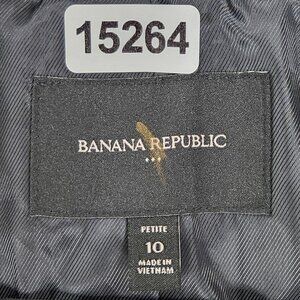 15264
BANANA REPUBLIC
PETITE
10
MADE IN
VIETNAM